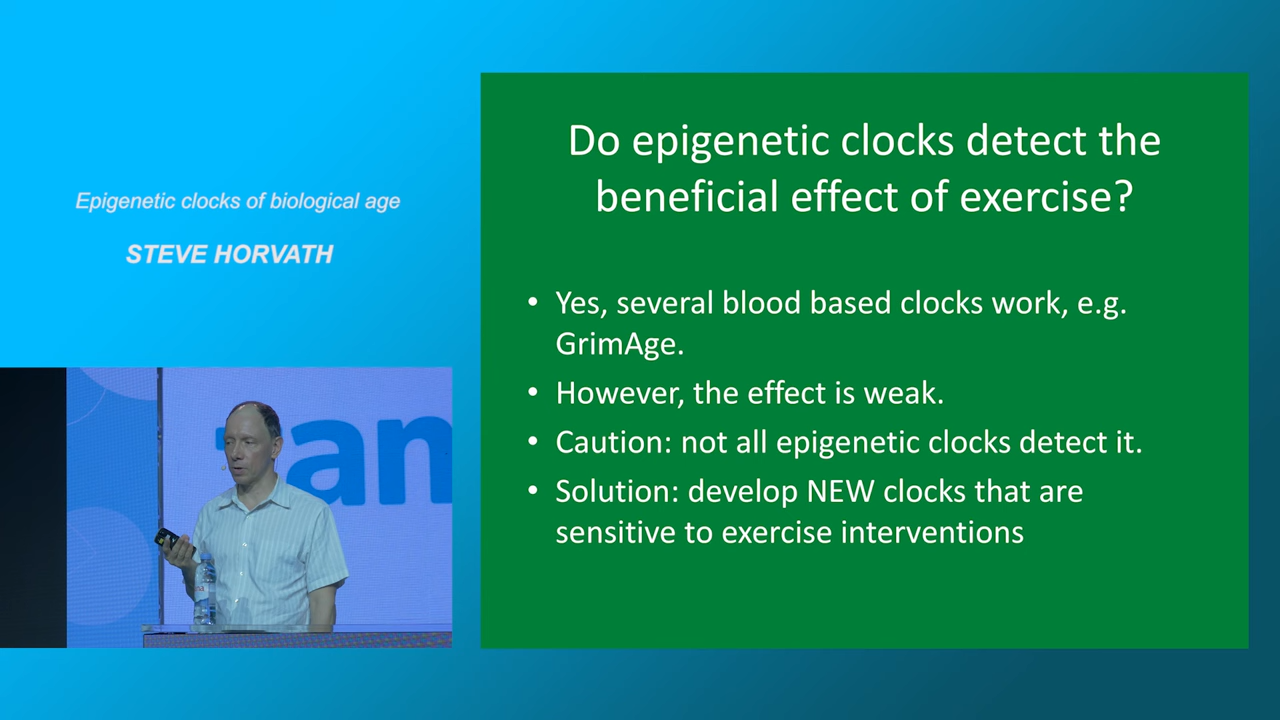 Epigenetic clocks of biological age
STEVE HORVATH
Do epigenetic clocks detect the
beneficial effect of exercise?
• Yes, several blood based clocks work, e.g.
GrimAge.
• However, the effect is weak.
• Caution: not all epigenetic clocks detect it.
• Solution: develop NEW clocks that are
sensitive to exercise interventions